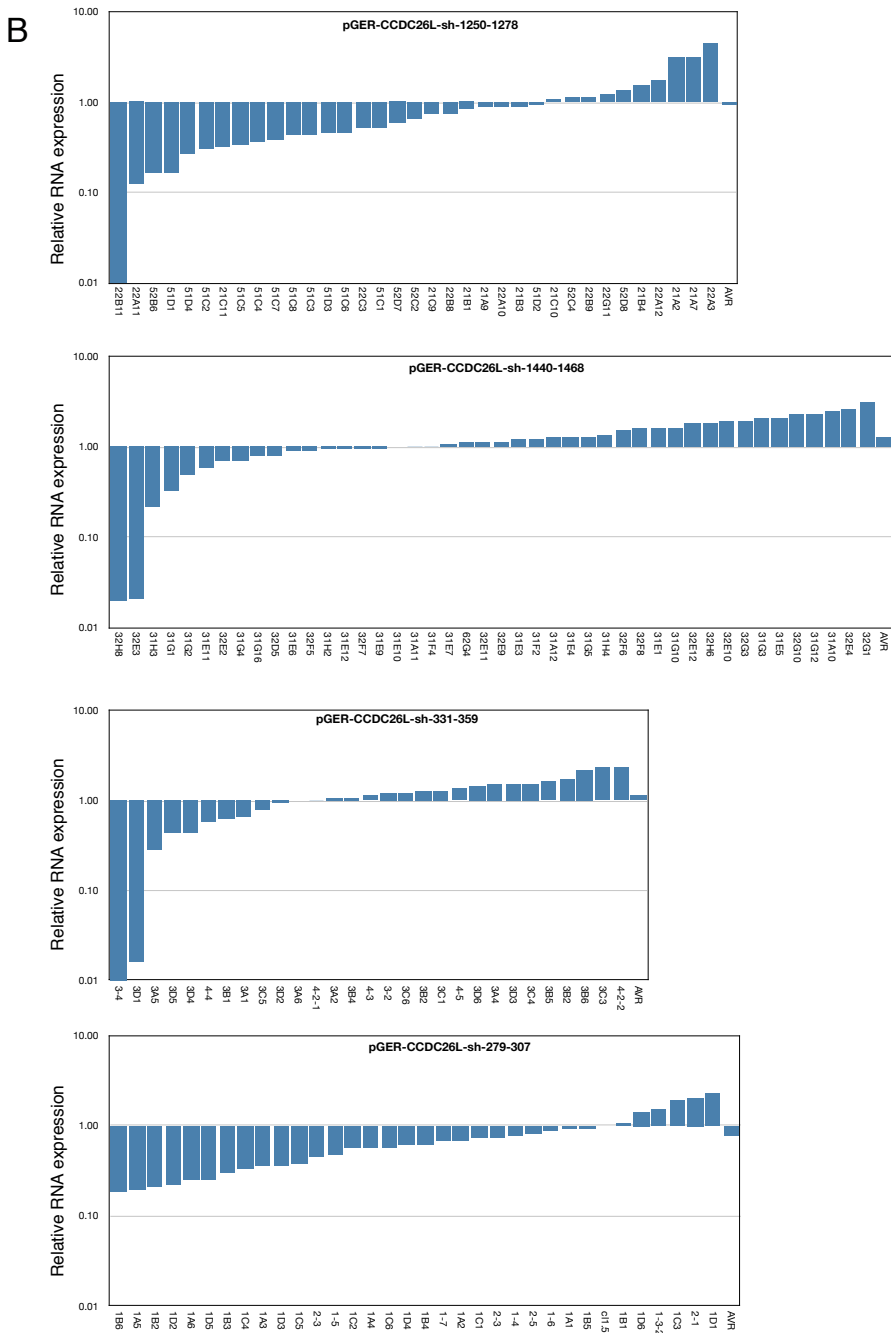 B
pGER-CCDC26L-sh-1250-1278
Relative RNA expression
10.00
1.00
0.10
0.01
22B11 22A11 52B6 51D1 51D4 51C2 21C11 51C5 51C4 51C7 51C8 51C3 51D3 51C6 22C3 51C1 52D7 52C2 21C9 22B8 21B1 21A9 22A10 21B3 51D2 21C10 52C4 22B9 22G11 52D8 21B4 22A12 21A2 21A7 22A3 AVR
pGER-CCDC26L-sh-1440-1468
Relative RNA expression
10.00
1.00
0.10
0.01
32H8 32E3 31H3 31G1 31G2 31E11 32E2 31G4 31G16 32D5 31E6 32F5 31H2 31E12 32F7 31E9 31E10 31A11 31F4 31E7 62G4 32E11 32E9 31E3 31F2 31A12 31E4 31G5 31H4 32F6 32F8 31E1 31G10 32E12 32H6 32E10 32G3 31G3 31E5 32G10 31G12 31A10 32E4 32G1 AVR
pGER-CCDC26L-sh-331-359
Relative RNA expression
10.00
1.00
0.10
0.01
3-4 3D1 3A5 3D5 3D4 4-4 3B1 3A1 3C5 3D2 3A6 4-2-1 3A2 3B4 4-3 3-2 3C6 3B2 3C1 4-5 3D6 3A4 3D3 3C4 3B5 3B2 3B6 3C3 4-2-2 AVR
pGER-CCDC26L-sh-279-307
Relative RNA expression
10.00
1.00
0.10
0.01
1B6 1A5 1B2 1D2 1A6 1D5 1B3 1C4 1A3 1D3 1C5 2-3 1-5 1C2 1A4 1C6 1D4 1B4 1-7 1A2 1C1 2-3 1-4 2-5 1-6 1A1 1B5 cl1.5 1B1 1D6 1-3-2 1C3 2-1 1D1 AVR